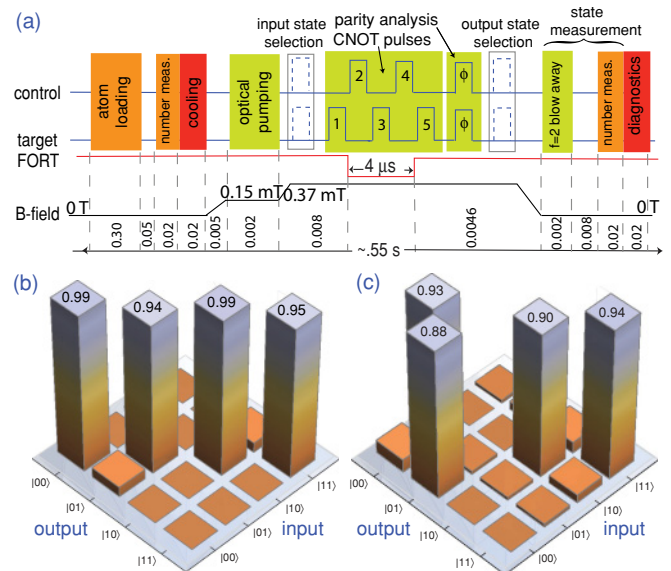 (a)
input state selection
parity analysis
CNOT pulses
output state selection
state measurement
control
target
atom loading
number meas.
cooling
optical pumping
1
2
3
4
5
ϕ
ϕ
f=2 blow away
number meas.
diagnostics
FORT
4 µs
B-field
0 T
0.15 mT
0.37 mT
0 T
0.30
0.05
0.02
0.02
0.005
0.002
0.008
0.0046
0.002
0.008
0.02
0.02
~.55 s
(b)
0.99
0.94
0.99
0.95
|00⟩
|01⟩
|10⟩
|11⟩
output
|00⟩
|01⟩
|10⟩
|11⟩
input
(c)
0.93
0.88
0.90
0.94
|00⟩
|01⟩
|10⟩
|11⟩
output
|00⟩
|01⟩
|10⟩
|11⟩
input